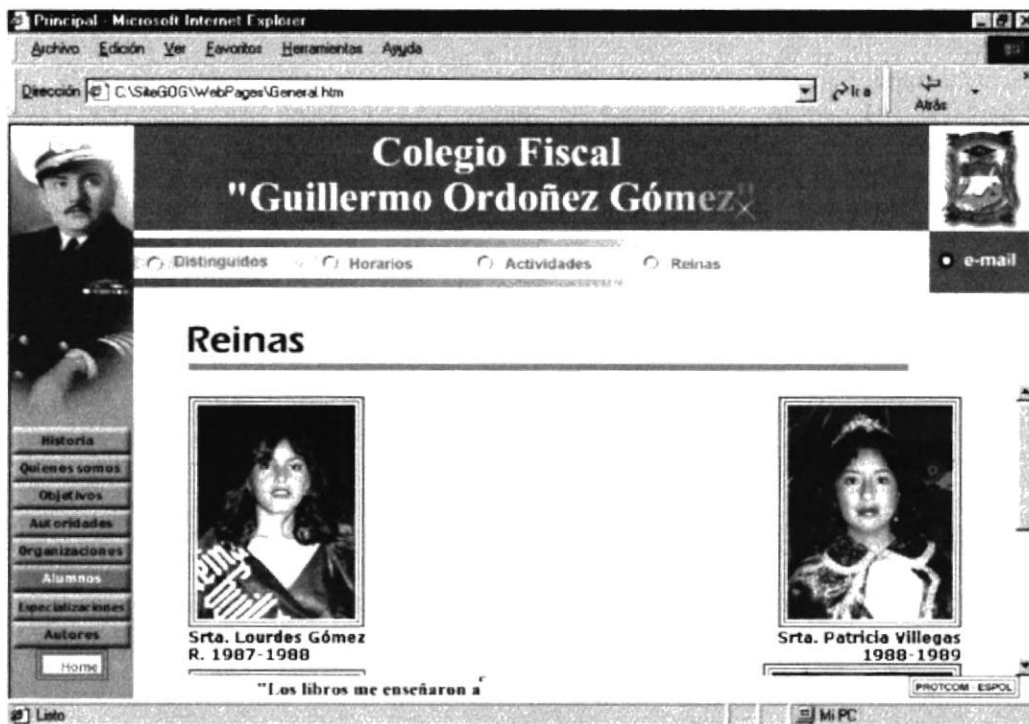 Principal - Microsoft Internet Explorer
Archivo Edición Ver Favoritos Herramientas Ayuda
Dirección C:\SiteGOG\WebPages\General.htm Ir a Atrás
Colegio Fiscal
"Guillermo Ordoñez Gómez"
Distinguidos Horarios Actividades Reinas
e-mail
Reinas
Historia
Quienes somos
Objetivos
Autoridades
Organizaciones
Alumnos
Especializaciones
Autores
Home
Srta. Lourdes Gómez
R. 1987-1988
Srta. Patricia Villegas
1988-1989
"Los libros me enseñaron a
PROTCOM - ESPOL
Listo Mi PC